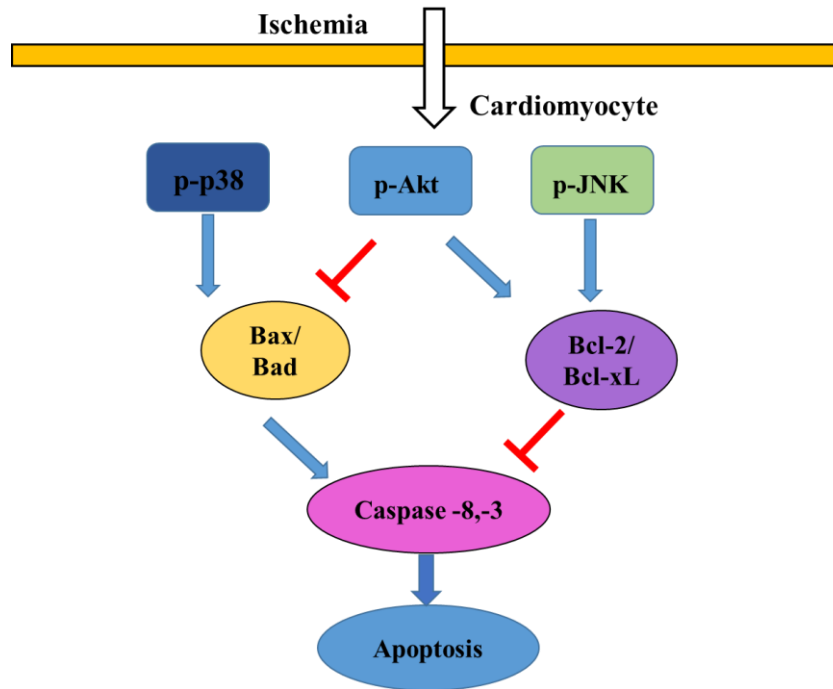 Ischemia
Cardiomyocyte
p-p38
p-Akt
p-JNK
Bax/
Bad
Bcl-2/
Bcl-xL
Caspase -8,-3
Apoptosis